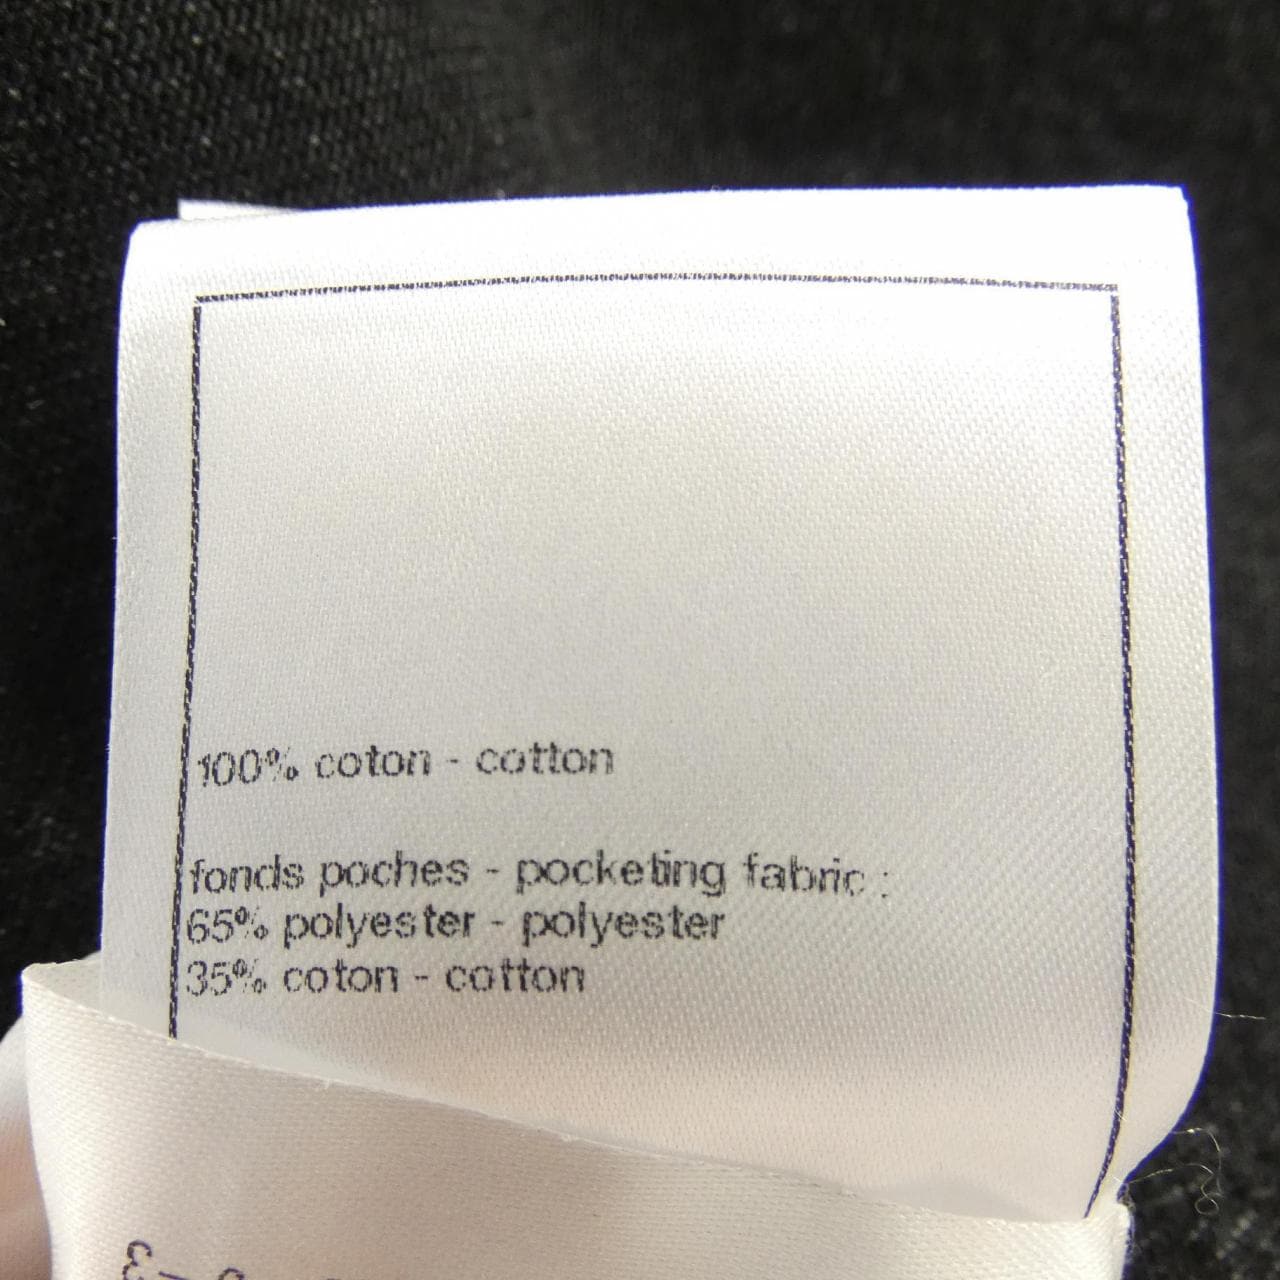 100% coton - cotton
fonds poches - pocketing fabric :
65% polyester - polyester
35% coton - cotton